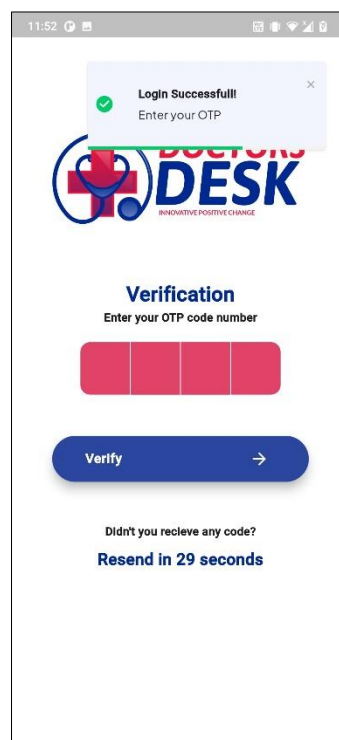 11:52
Login Successfull!
Enter your OTP
DOCTORS
DESK
INNOVATIVE POSITIVE CHANGE
Verification
Enter your OTP code number
Verify
Didn't you recieve any code?
Resend in 29 seconds